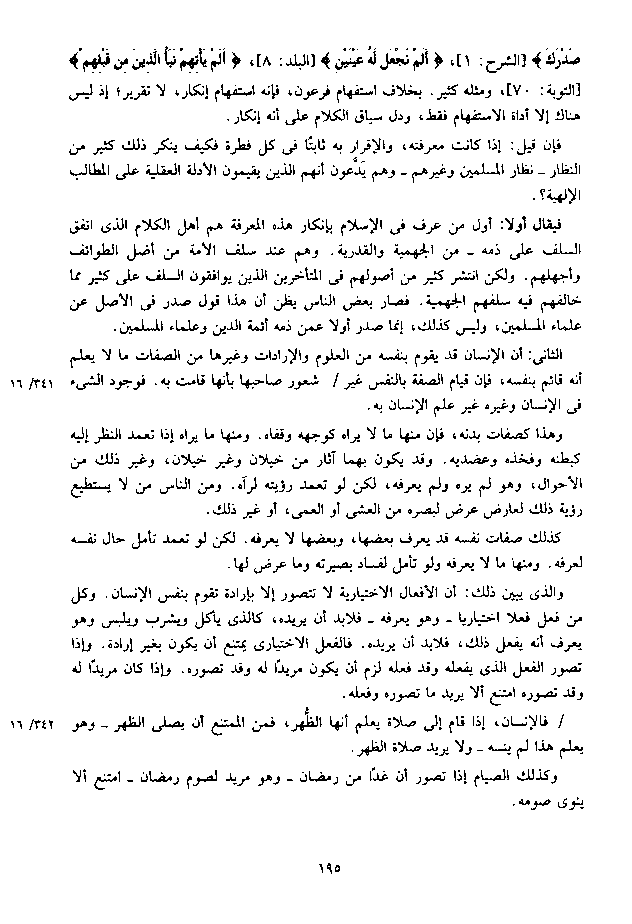 صَدْرَكَ ﴾ [الشرح : ١]، ﴿ أَلَمْ نَجْعَل لَّهُ عَيْنَيْنِ ﴾ [البلد : ٨]، ﴿ أَلَمْ يَأْتِهِمْ نَبَأُ الَّذِينَ مِن قَبْلِهِمْ ﴾
[التوبة : ٧٠]، ومثله كثير. بخلاف استفهام فرعون، فإنه استفهام إنكار، لا تقرير؛ إذ ليس
هناك إلا أداة الاستفهام فقط، ودل سياق الكلام على أنه إنكار.
فإن قيل: إذا كانت معرفته، والإقرار به ثابتًا فى كل فطرة فكيف ينكر ذلك كثير من
النظار ـ نظار المسلمين وغيرهم ـ وهم يَدَّعون أنهم الذين يقيمون الأدلة العقلية على المطالب
الإلهية؟.
فيقال أولا: أول من عرف فى الإسلام بإنكار هذه المعرفة هم أهل الكلام الذى اتفق
السلف على ذمه ـ من الجهمية والقدرية. وهم عند سلف الأمة من أضل الطوائف
وأجهلهم. ولكن انتشر كثير من أصولهم فى المتأخرين الذين يوافقون السلف على كثير مما
خالفهم فيه سلفهم الجهمية. فصار بعض الناس يظن أن هذا قول صدر فى الأصل عن
علماء المسلمين، وليس كذلك، إنما صدر أولا عمن ذمه أئمة الدين وعلماء المسلمين.
الثانى: أن الإنسان قد يقوم بنفسه من العلوم والإرادات وغيرها من الصفات ما لا يعلم
أنه قائم بنفسه، فإن قيام الصفة بالنفس غير / شعور صاحبها بأنها قامت به. فوجود الشىء ١٦/٣٤١
فى الإنسان وغيره غير علم الإنسان به.
وهذا كصفات بدنه، فإن منها ما لا يراه كوجهه وقفاه. ومنها ما يراه إذا تعمد النظر إليه
كبطنه وفخذه وعضديه. وقد يكون بهما آثار من خيلان وغير خيلان، وغير ذلك من
الأحوال، وهو لم يره ولم يعرفه، لكن لو تعمد رؤيته لرآه. ومن الناس من لا يستطيع
رؤية ذلك لعارض عرض لبصره من العشى أو العمى، أو غير ذلك.
كذلك صفات نفسه قد يعرف بعضها، وبعضها لا يعرفه. لكن لو تعمد تأمل حال نفسه
لعرفه. ومنها ما لا يعرفه ولو تأمل لفساد بصيرته وما عرض لها.
والذى يبين ذلك: أن الأفعال الاختيارية لا تتصور إلا بإرادة تقوم بنفس الإنسان. وكل
من فعل فعلا اختياريا ـ وهو يعرفه ـ فلابد أن يريده، كالذى يأكل ويشرب ويلبس وهو
يعرف أنه يفعل ذلك، فلابد أن يريده. فالفعل الاختيارى يمتنع أن يكون بغير إرادة. وإذا
تصور الفعل الذى يفعله وقد فعله لزم أن يكون مريدًا له وقد تصوره. وإذا كان مريدًا له
وقد تصوره امتنع ألا يريد ما تصوره وفعله.
/ فالإنسان، إذا قام إلى صلاة يعلم أنها الظُّهر، فمن الممتنع أن يصلى الظهر ـ وهو ١٦/٣٤٢
يعلم هذا لم ينسه ـ ولا يريد صلاة الظهر.
وكذلك الصيام إذا تصور أن غدًا من رمضان ـ وهو مريد لصوم رمضان ـ امتنع ألا
ينوى صومه.
١٩٥